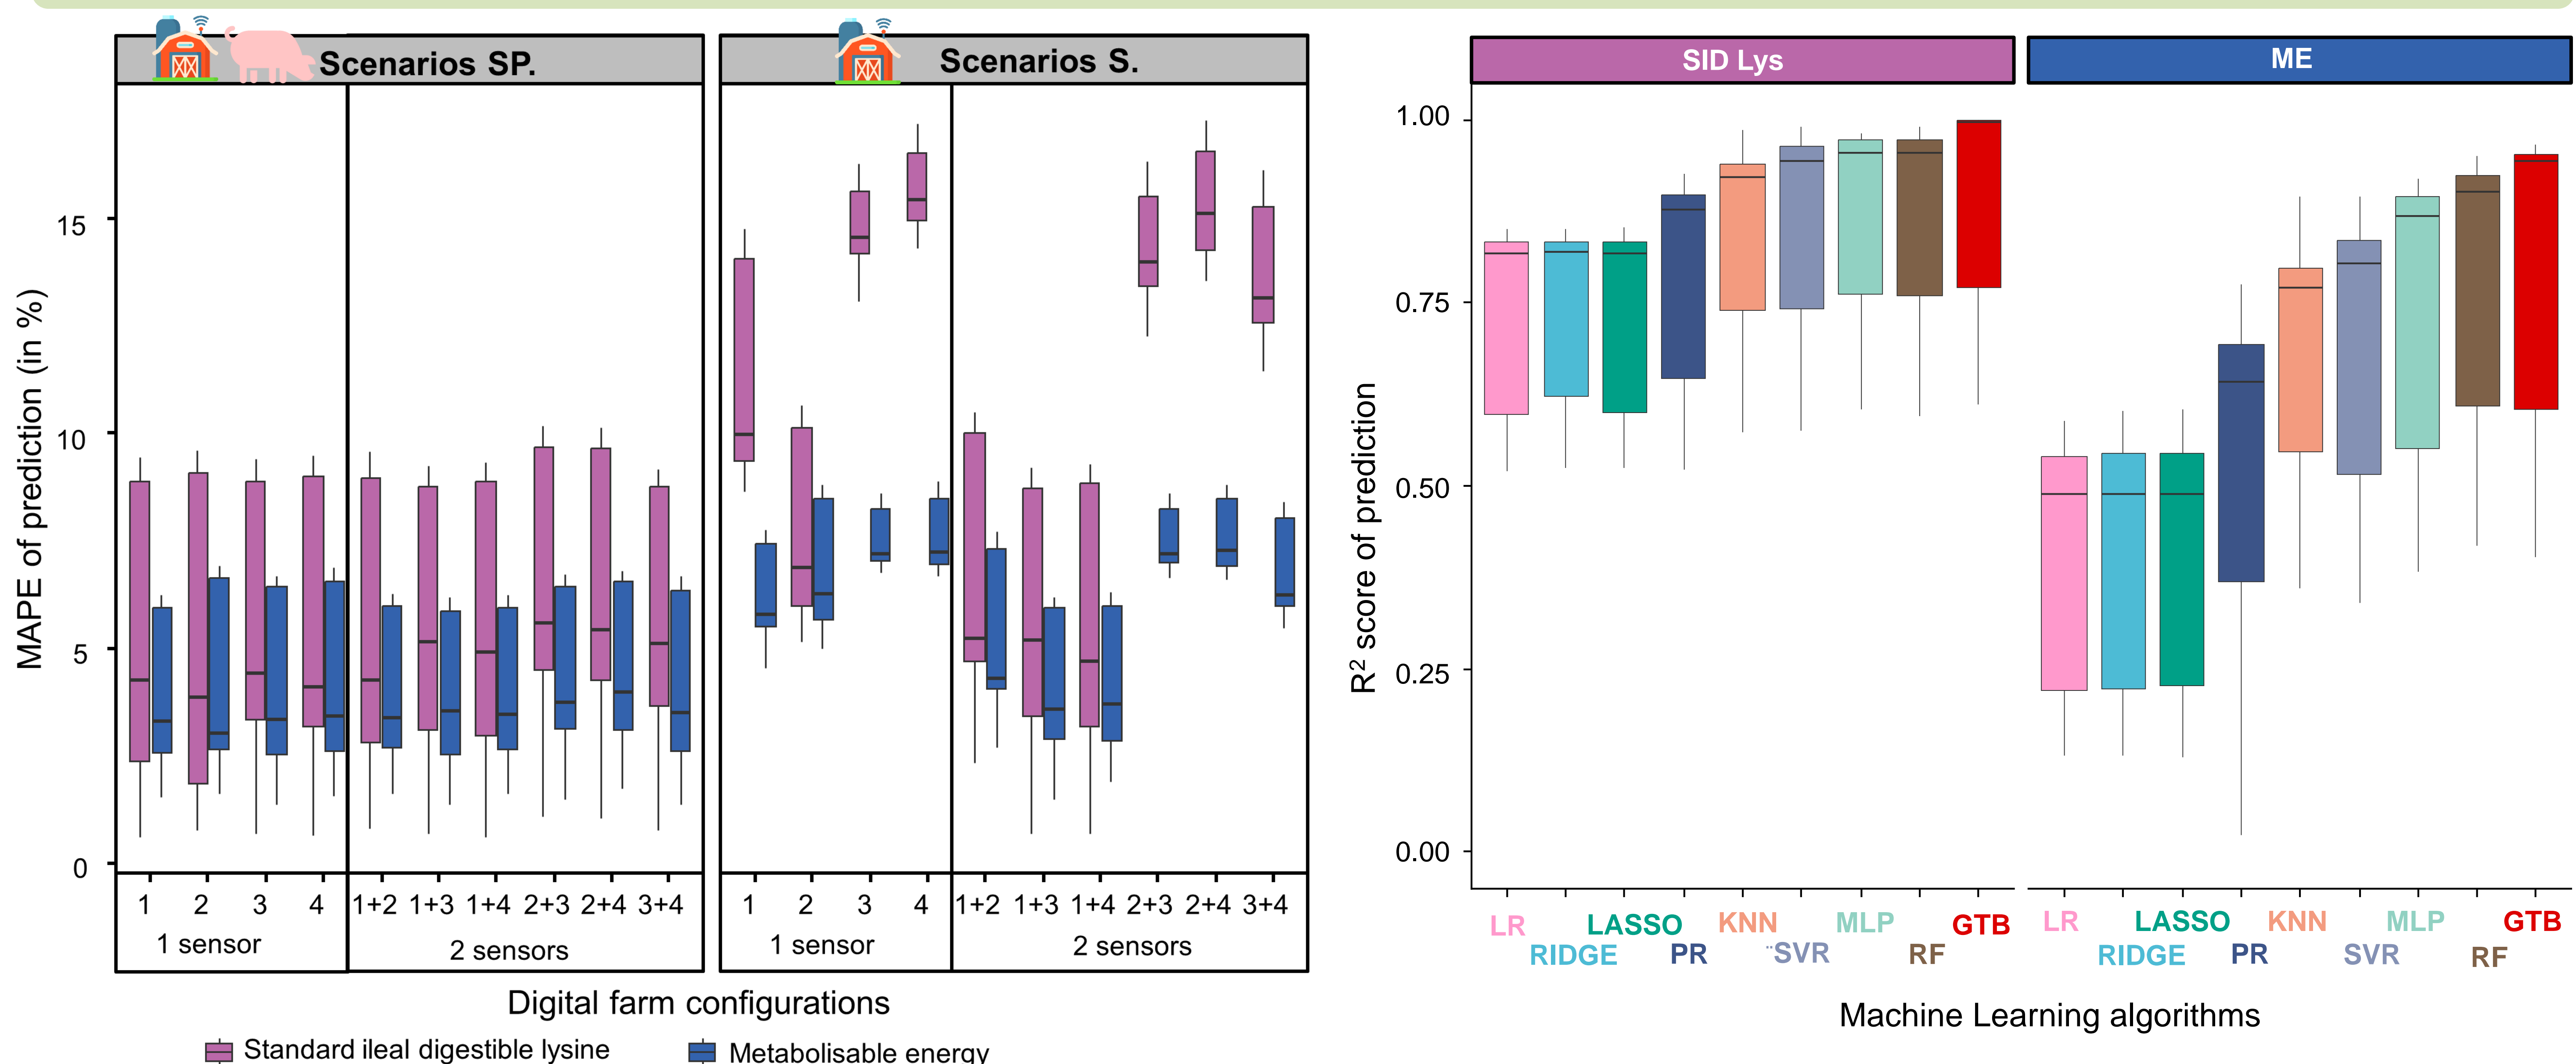 Scenarios SP.
Scenarios S.
MAPE of prediction (in %)
15
10
5
0
1 2 3 4 1+2 1+3 1+4 2+3 2+4 3+4
1 sensor 2 sensors
1 2 3 4 1+2 1+3 1+4 2+3 2+4 3+4
1 sensor 2 sensors
Digital farm configurations
Standard ileal digestible lysine
Metabolisable energy
SID Lys
ME
R² score of prediction
1.00
0.75
0.50
0.25
0.00
LR LASSO KNN MLP GTB
RIDGE PR ¨SVR RF
LR LASSO KNN MLP GTB
RIDGE PR SVR RF
Machine Learning algorithms